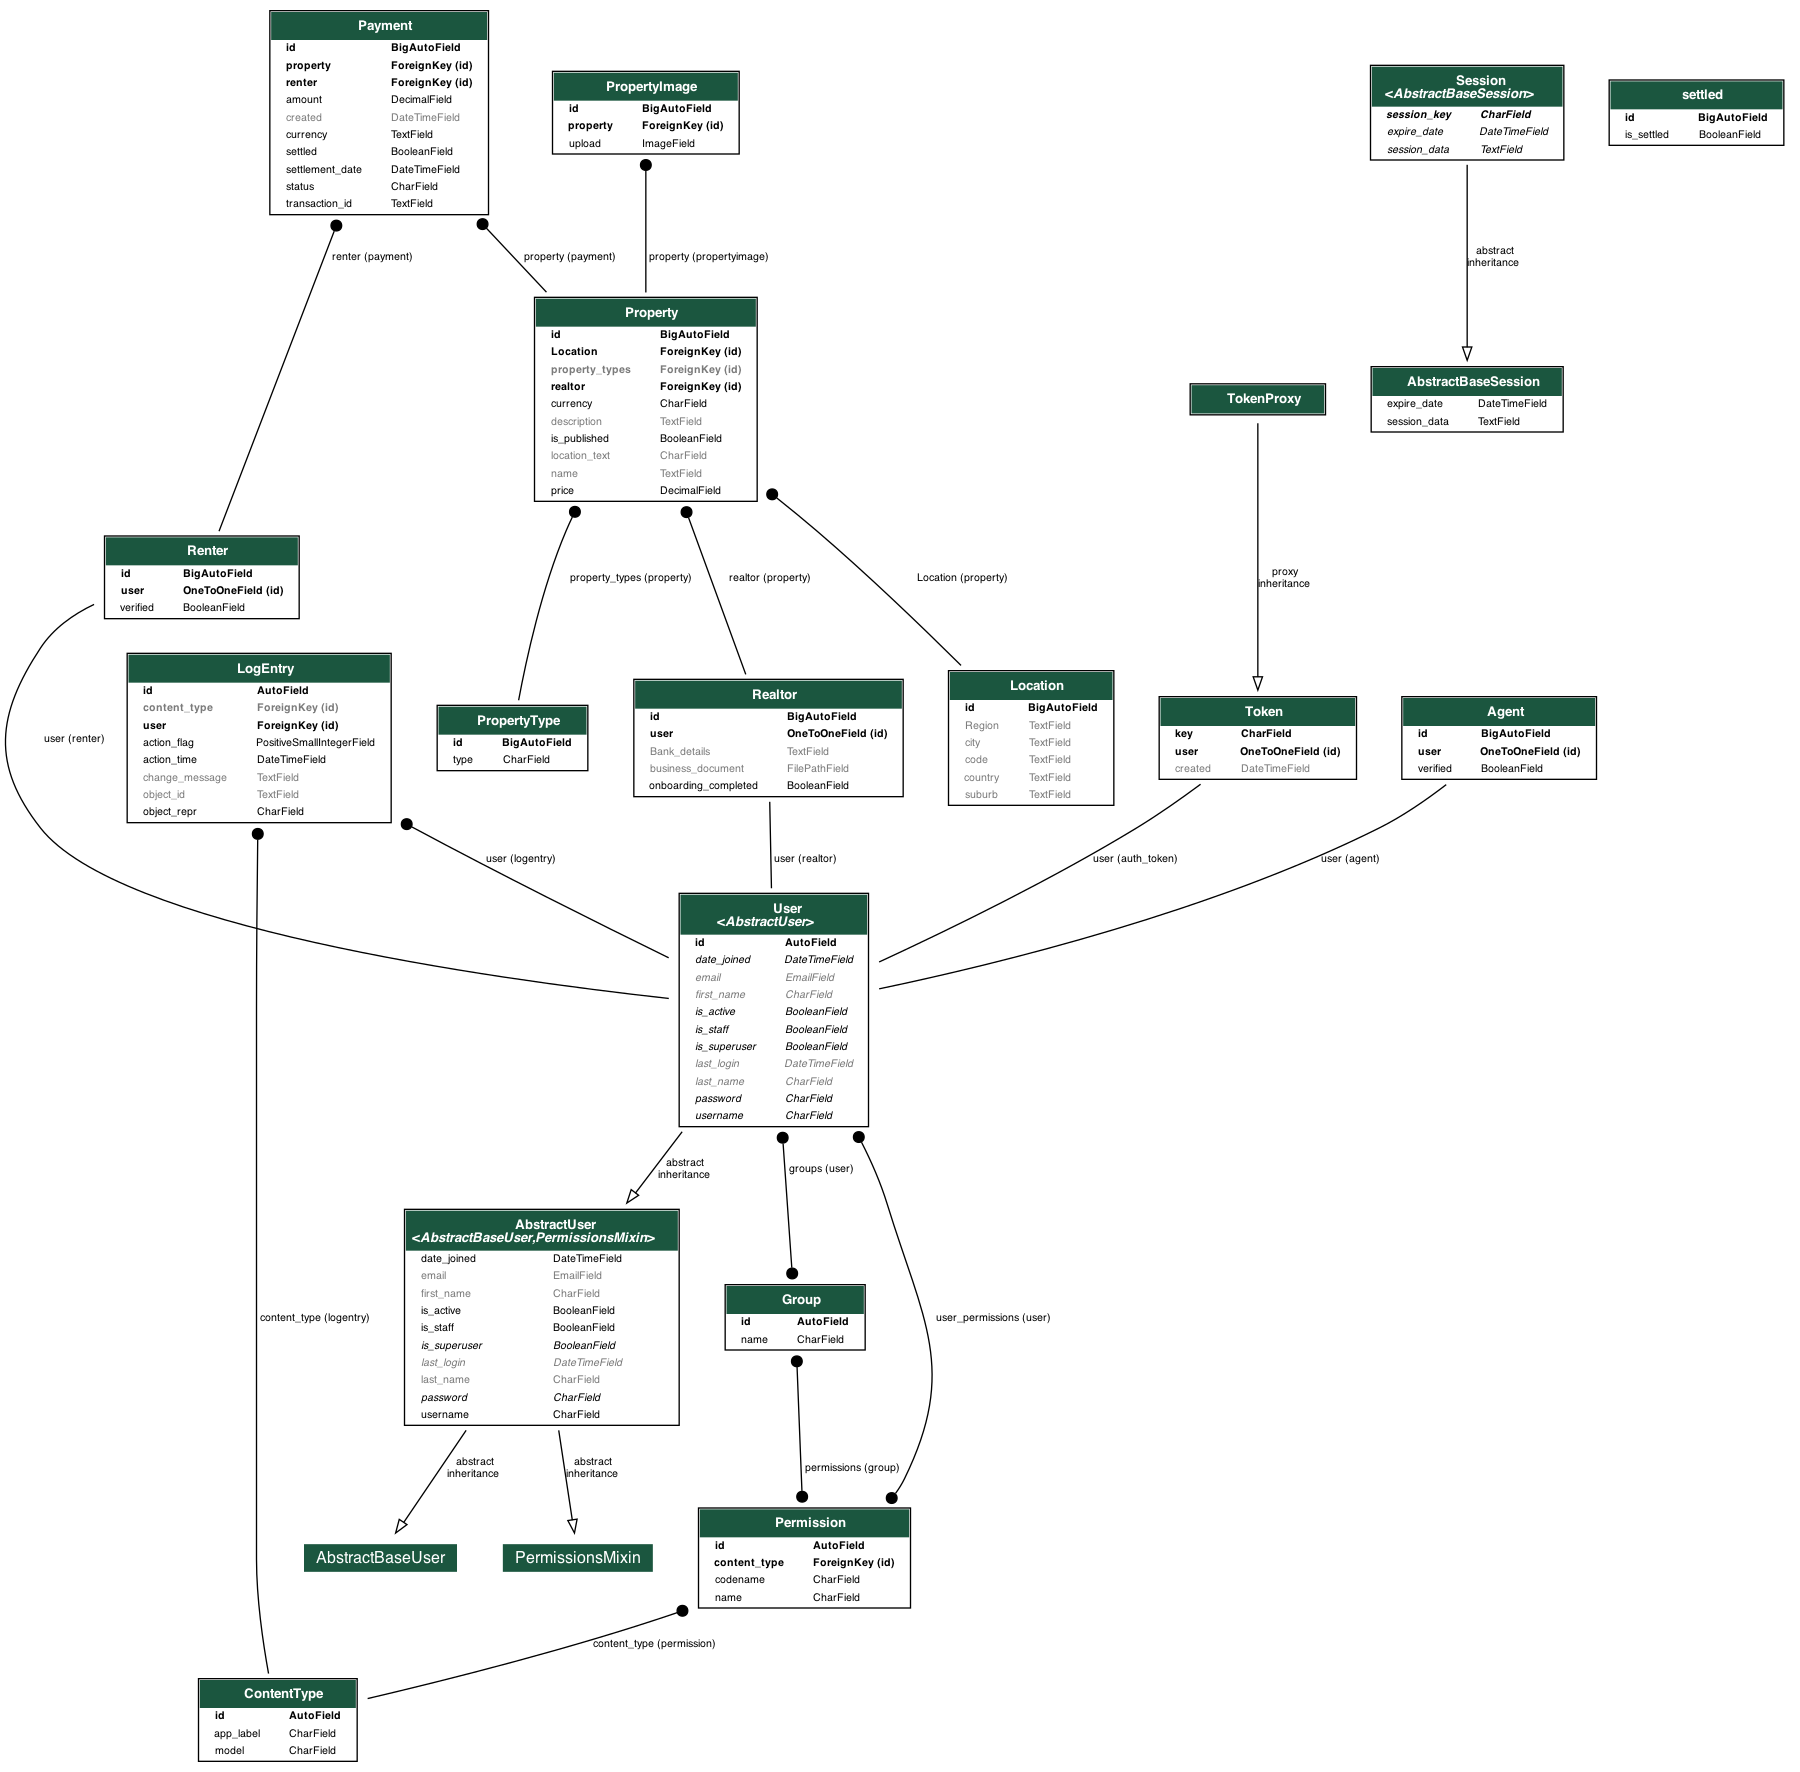 Payment
id BigAutoField
property ForeignKey (id)
renter ForeignKey (id)
amount DecimalField
created DateTimeField
currency TextField
settled BooleanField
settlement_date DateTimeField
status CharField
transaction_id TextField
PropertyImage
id BigAutoField
property ForeignKey (id)
upload ImageField
Session
<AbstractBaseSession>
session_key CharField
expire_date DateTimeField
session_data TextField
settled
id BigAutoField
is_settled BooleanField
renter (payment)
property (payment)
property (propertyimage)
abstract
inheritance
Property
id BigAutoField
Location ForeignKey (id)
property_types ForeignKey (id)
realtor ForeignKey (id)
currency CharField
description TextField
is_published BooleanField
location_text CharField
name TextField
price DecimalField
TokenProxy
AbstractBaseSession
expire_date DateTimeField
session_data TextField
Renter
id BigAutoField
user OneToOneField (id)
verified BooleanField
property_types (property)
realtor (property)
Location (property)
proxy
inheritance
LogEntry
id AutoField
content_type ForeignKey (id)
user ForeignKey (id)
action_flag PositiveSmallIntegerField
action_time DateTimeField
change_message TextField
object_id TextField
object_repr CharField
user (renter)
PropertyType
id BigAutoField
type CharField
Realtor
id BigAutoField
user OneToOneField (id)
Bank_details TextField
business_document FilePathField
onboarding_completed BooleanField
Location
id BigAutoField
Region TextField
city TextField
code TextField
country TextField
suburb TextField
Token
key CharField
user OneToOneField (id)
created DateTimeField
Agent
id BigAutoField
user OneToOneField (id)
verified BooleanField
user (logentry)
user (realtor)
user (auth_token)
user (agent)
User
<AbstractUser>
id AutoField
date_joined DateTimeField
email EmailField
first_name CharField
is_active BooleanField
is_staff BooleanField
is_superuser BooleanField
last_login DateTimeField
last_name CharField
password CharField
username CharField
abstract
inheritance
groups (user)
AbstractUser
<AbstractBaseUser,PermissionsMixin>
date_joined DateTimeField
email EmailField
first_name CharField
is_active BooleanField
is_staff BooleanField
is_superuser BooleanField
last_login DateTimeField
last_name CharField
password CharField
username CharField
Group
id AutoField
name CharField
content_type (logentry)
user_permissions (user)
abstract
inheritance
abstract
inheritance
permissions (group)
AbstractBaseUser
PermissionsMixin
Permission
id AutoField
content_type ForeignKey (id)
codename CharField
name CharField
content_type (permission)
ContentType
id AutoField
app_label CharField
model CharField